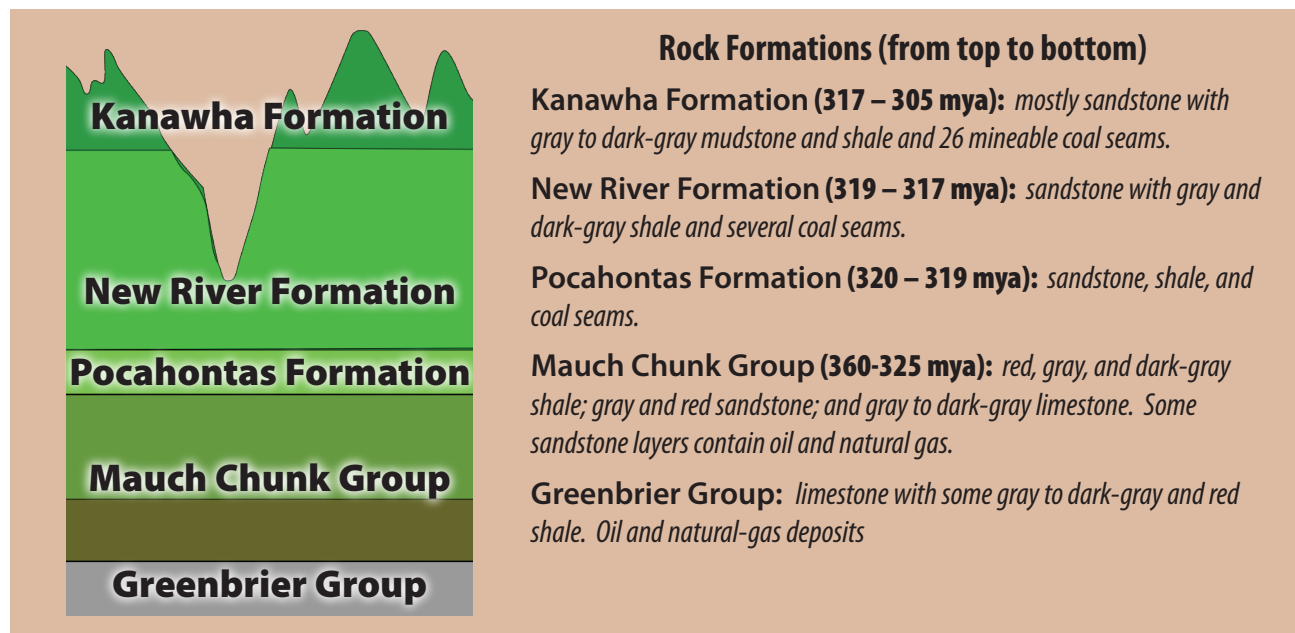 Kanawha Formation
New River Formation
Pocahontas Formation
Mauch Chunk Group
Greenbrier Group
Rock Formations (from top to bottom)
Kanawha Formation (317 – 305 mya): mostly sandstone with
gray to dark-gray mudstone and shale and 26 mineable coal seams.
New River Formation (319 – 317 mya): sandstone with gray and
dark-gray shale and several coal seams.
Pocahontas Formation (320 – 319 mya): sandstone, shale, and
coal seams.
Mauch Chunk Group (360-325 mya): red, gray, and dark-gray
shale; gray and red sandstone; and gray to dark-gray limestone. Some
sandstone layers contain oil and natural gas.
Greenbrier Group: limestone with some gray to dark-gray and red
shale. Oil and natural-gas deposits